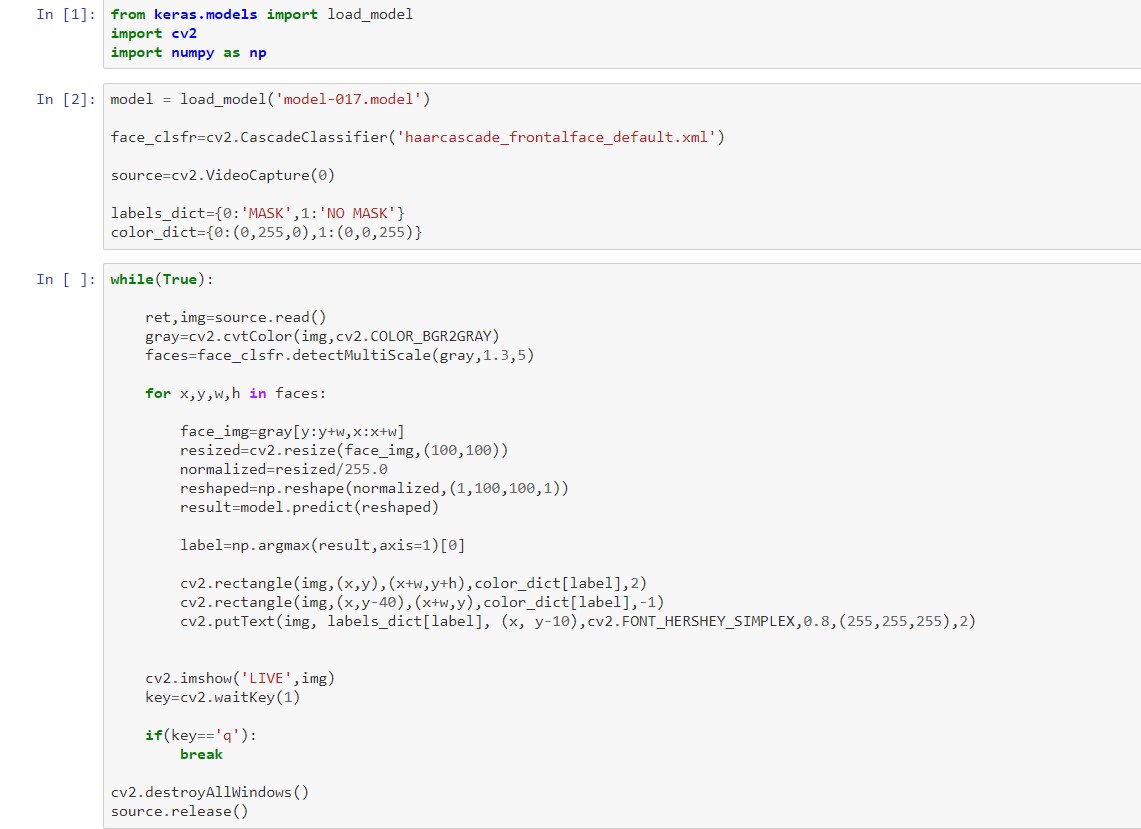 In [1]: from keras.models import load_model
import cv2
import numpy as np
In [2]: model = load_model('model-017.model')
face_clsfr=cv2.CascadeClassifier('haarcascade_frontalface_default.xml')
source=cv2.VideoCapture(0)
labels_dict={0:'MASK',1:'NO MASK'}
color_dict={0:(0,255,0),1:(0,0,255)}
In [ ]: while(True):
ret,img=source.read()
gray=cv2.cvtColor(img,cv2.COLOR_BGR2GRAY)
faces=face_clsfr.detectMultiScale(gray,1.3,5)
for x,y,w,h in faces:
face_img=gray[y:y+w,x:x+w]
resized=cv2.resize(face_img,(100,100))
normalized=resized/255.0
reshaped=np.reshape(normalized,(1,100,100,1))
result=model.predict(reshaped)
label=np.argmax(result,axis=1)[0]
cv2.rectangle(img,(x,y),(x+w,y+h),color_dict[label],2)
cv2.rectangle(img,(x,y-40),(x+w,y),color_dict[label],-1)
cv2.putText(img, labels_dict[label], (x, y-10),cv2.FONT_HERSHEY_SIMPLEX,0.8,(255,255,255),2)
cv2.imshow('LIVE',img)
key=cv2.waitKey(1)
if(key=='q'):
break
cv2.destroyAllWindows()
source.release()